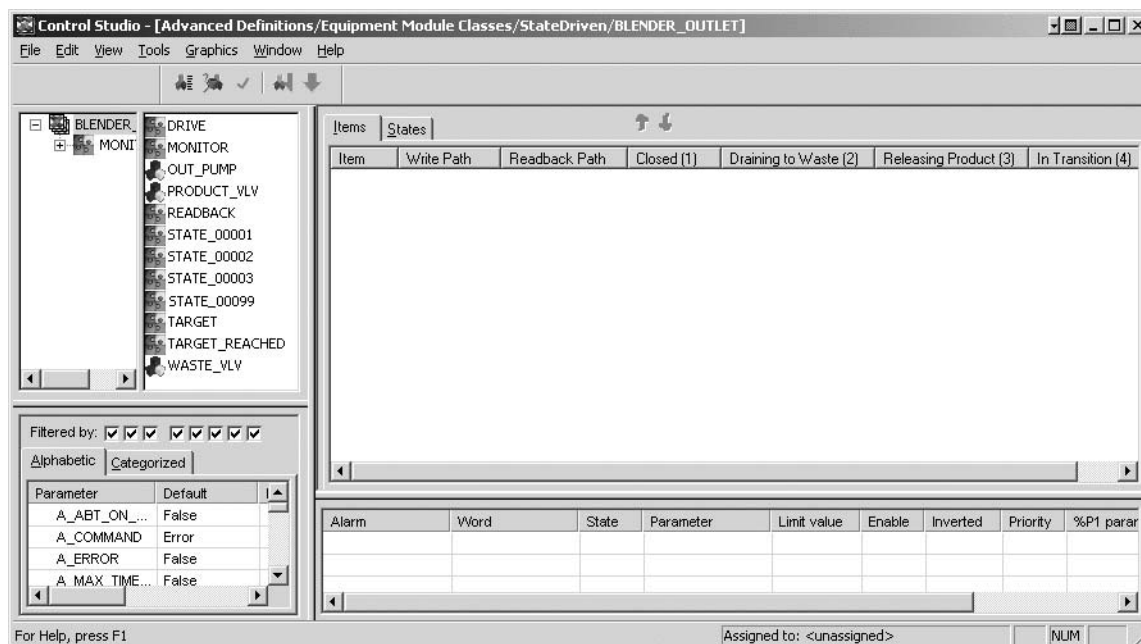 Control Studio - [Advanced Definitions/Equipment Module Classes/StateDriven/BLENDER_OUTLET]
File Edit View Tools Graphics Window Help
BLENDER_
MONI
DRIVE
MONITOR
OUT_PUMP
PRODUCT_VLV
READBACK
STATE_00001
STATE_00002
STATE_00003
STATE_00099
TARGET
TARGET_REACHED
WASTE_VLV
Items States
Item Write Path Readback Path Closed (1) Draining to Waste (2) Releasing Product (3) In Transition (4)
Filtered by:
Alphabetic Categorized
Parameter Default
A_ABT_ON_... False
A_COMMAND Error
A_ERROR False
A_MAX_TIME... False
Alarm Word State Parameter Limit value Enable Inverted Priority %P1 parar
For Help, press F1 Assigned to: <unassigned> NUM